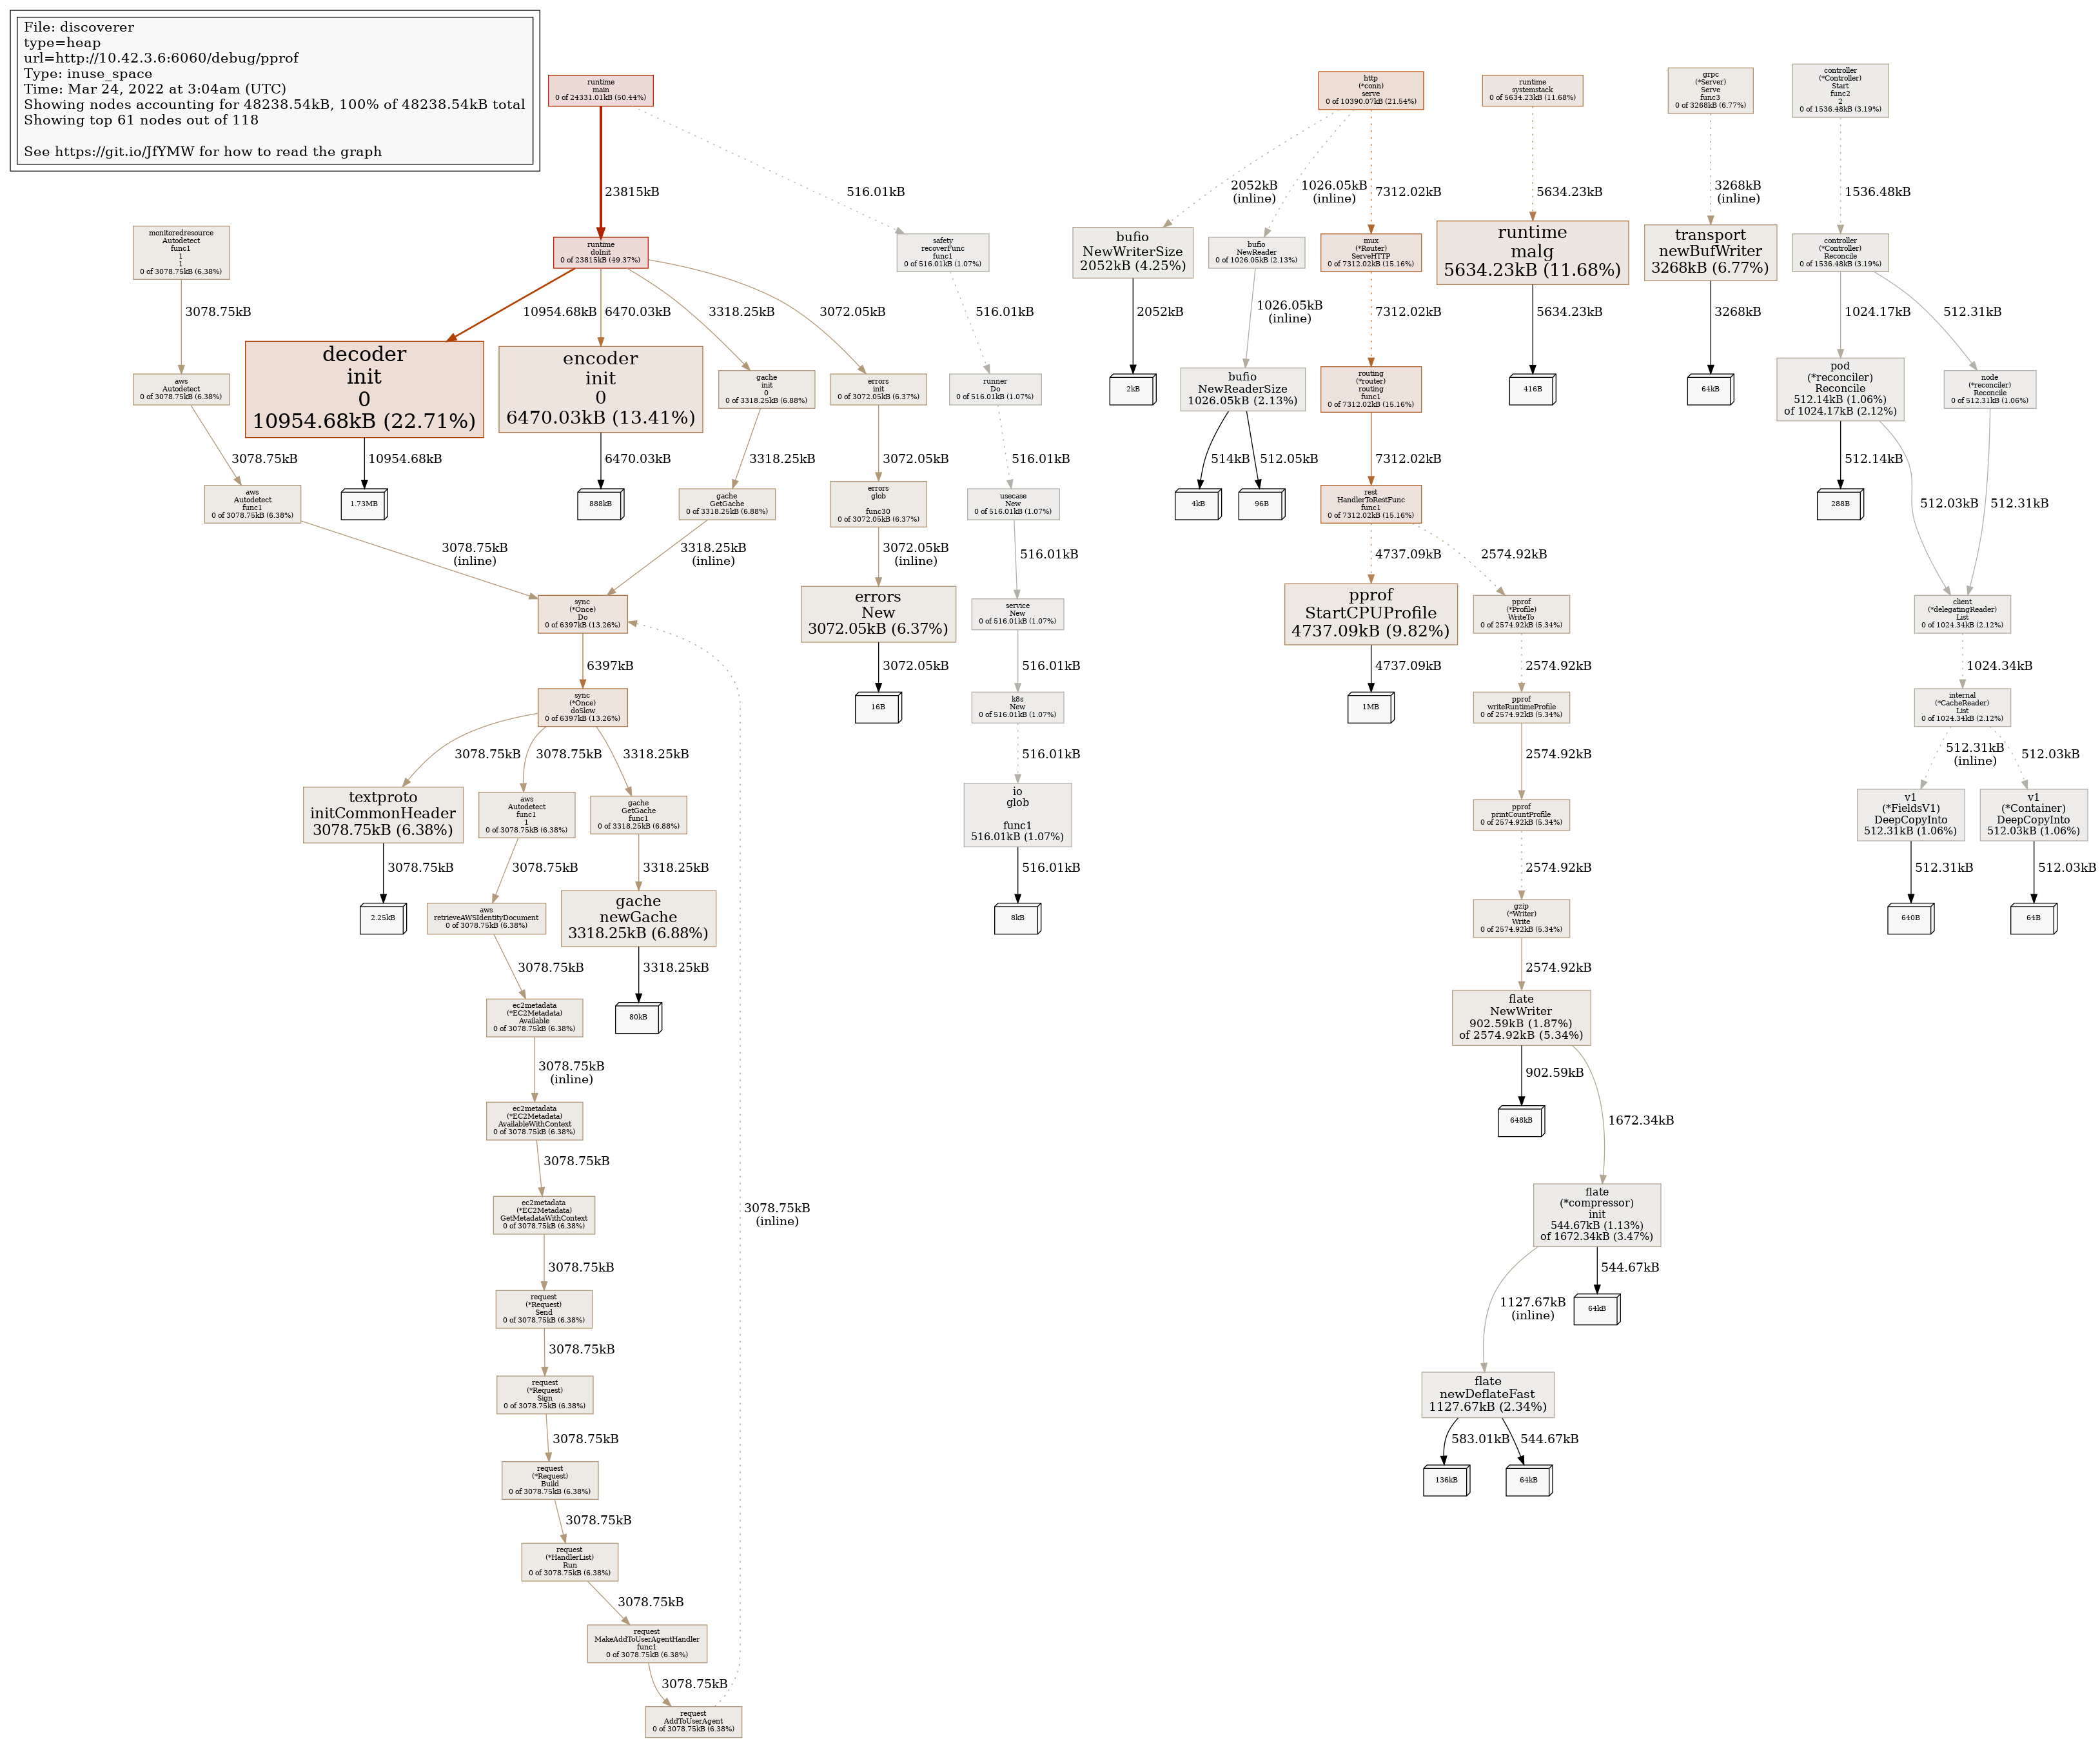 File: discoverer
type=heap
url=http://10.42.3.6:6060/debug/pprof
Type: inuse_space
Time: Mar 24, 2022 at 3:04am (UTC)
Showing nodes accounting for 48238.54kB, 100% of 48238.54kB total
Showing top 61 nodes out of 118
See https://git.io/JfYMW for how to read the graph
runtime
main
0 of 24331.01kB (50.44%)
http
(*conn)
serve
0 of 10390.07kB (21.54%)
runtime
systemstack
0 of 5634.23kB (11.68%)
grpc
(*Server)
Serve
func3
0 of 3268kB (6.77%)
controller
(*Controller)
Start
func2
2
0 of 1536.48kB (3.19%)
23815kB
516.01kB
2052kB
(inline)
1026.05kB
(inline)
7312.02kB
5634.23kB
3268kB
(inline)
1536.48kB
monitoredresource
Autodetect
func1
1
1
0 of 3078.75kB (6.38%)
runtime
doInit
0 of 23815kB (49.37%)
safety
recoverFunc
func1
0 of 516.01kB (1.07%)
bufio
NewWriterSize
2052kB (4.25%)
bufio
NewReader
0 of 1026.05kB (2.13%)
mux
(*Router)
ServeHTTP
0 of 7312.02kB (15.16%)
runtime
malg
5634.23kB (11.68%)
transport
newBufWriter
3268kB (6.77%)
controller
(*Controller)
Reconcile
0 of 1536.48kB (3.19%)
3078.75kB
10954.68kB
6470.03kB
3318.25kB
3072.05kB
516.01kB
2052kB
1026.05kB
(inline)
7312.02kB
5634.23kB
3268kB
1024.17kB
512.31kB
aws
Autodetect
0 of 3078.75kB (6.38%)
decoder
init
0
10954.68kB (22.71%)
encoder
init
0
6470.03kB (13.41%)
gache
init
0
0 of 3318.25kB (6.88%)
errors
init
0 of 3072.05kB (6.37%)
runner
Do
0 of 516.01kB (1.07%)
2kB
bufio
NewReaderSize
1026.05kB (2.13%)
routing
(*router)
routing
func1
0 of 7312.02kB (15.16%)
416B
64kB
pod
(*reconciler)
Reconcile
512.14kB (1.06%)
of 1024.17kB (2.12%)
node
(*reconciler)
Reconcile
0 of 512.31kB (1.06%)
3078.75kB
10954.68kB
6470.03kB
3318.25kB
3072.05kB
516.01kB
514kB
512.05kB
7312.02kB
512.14kB
512.03kB
512.31kB
aws
Autodetect
func1
0 of 3078.75kB (6.38%)
1.73MB
888kB
gache
GetGache
0 of 3318.25kB (6.88%)
errors
glob
func30
0 of 3072.05kB (6.37%)
usecase
New
0 of 516.01kB (1.07%)
4kB
96B
rest
HandlerToRestFunc
func1
0 of 7312.02kB (15.16%)
288B
3078.75kB
(inline)
3318.25kB
(inline)
3072.05kB
(inline)
516.01kB
4737.09kB
2574.92kB
sync
(*Once)
Do
0 of 6397kB (13.26%)
errors
New
3072.05kB (6.37%)
service
New
0 of 516.01kB (1.07%)
pprof
StartCPUProfile
4737.09kB (9.82%)
pprof
(*Profile)
WriteTo
0 of 2574.92kB (5.34%)
client
(*delegatingReader)
List
0 of 1024.34kB (2.12%)
6397kB
3072.05kB
516.01kB
4737.09kB
2574.92kB
1024.34kB
sync
(*Once)
doSlow
0 of 6397kB (13.26%)
16B
k8s
New
0 of 516.01kB (1.07%)
1MB
pprof
writeRuntimeProfile
0 of 2574.92kB (5.34%)
internal
(*CacheReader)
List
0 of 1024.34kB (2.12%)
3078.75kB
3078.75kB
3318.25kB
516.01kB
2574.92kB
512.31kB
(inline)
512.03kB
textproto
initCommonHeader
3078.75kB (6.38%)
aws
Autodetect
func1
1
0 of 3078.75kB (6.38%)
gache
GetGache
func1
0 of 3318.25kB (6.88%)
io
glob
func1
516.01kB (1.07%)
pprof
printCountProfile
0 of 2574.92kB (5.34%)
v1
(*FieldsV1)
DeepCopyInto
512.31kB (1.06%)
v1
(*Container)
DeepCopyInto
512.03kB (1.06%)
3078.75kB
3078.75kB
3318.25kB
516.01kB
2574.92kB
512.31kB
512.03kB
2.25kB
aws
retrieveAWSIdentityDocument
0 of 3078.75kB (6.38%)
gache
newGache
3318.25kB (6.88%)
8kB
gzip
(*Writer)
Write
0 of 2574.92kB (5.34%)
640B
64B
3078.75kB
3318.25kB
2574.92kB
ec2metadata
(*EC2Metadata)
Available
0 of 3078.75kB (6.38%)
80kB
flate
NewWriter
902.59kB (1.87%)
of 2574.92kB (5.34%)
3078.75kB
(inline)
902.59kB
1672.34kB
ec2metadata
(*EC2Metadata)
AvailableWithContext
0 of 3078.75kB (6.38%)
648kB
3078.75kB
ec2metadata
(*EC2Metadata)
GetMetadataWithContext
0 of 3078.75kB (6.38%)
3078.75kB
(inline)
flate
(*compressor)
init
544.67kB (1.13%)
of 1672.34kB (3.47%)
3078.75kB
544.67kB
request
(*Request)
Send
0 of 3078.75kB (6.38%)
1127.67kB
(inline)
64kB
3078.75kB
request
(*Request)
Sign
0 of 3078.75kB (6.38%)
flate
newDeflateFast
1127.67kB (2.34%)
3078.75kB
583.01kB
544.67kB
request
(*Request)
Build
0 of 3078.75kB (6.38%)
136kB
64kB
3078.75kB
request
(*HandlerList)
Run
0 of 3078.75kB (6.38%)
3078.75kB
request
MakeAddToUserAgentHandler
func1
0 of 3078.75kB (6.38%)
3078.75kB
request
AddToUserAgent
0 of 3078.75kB (6.38%)